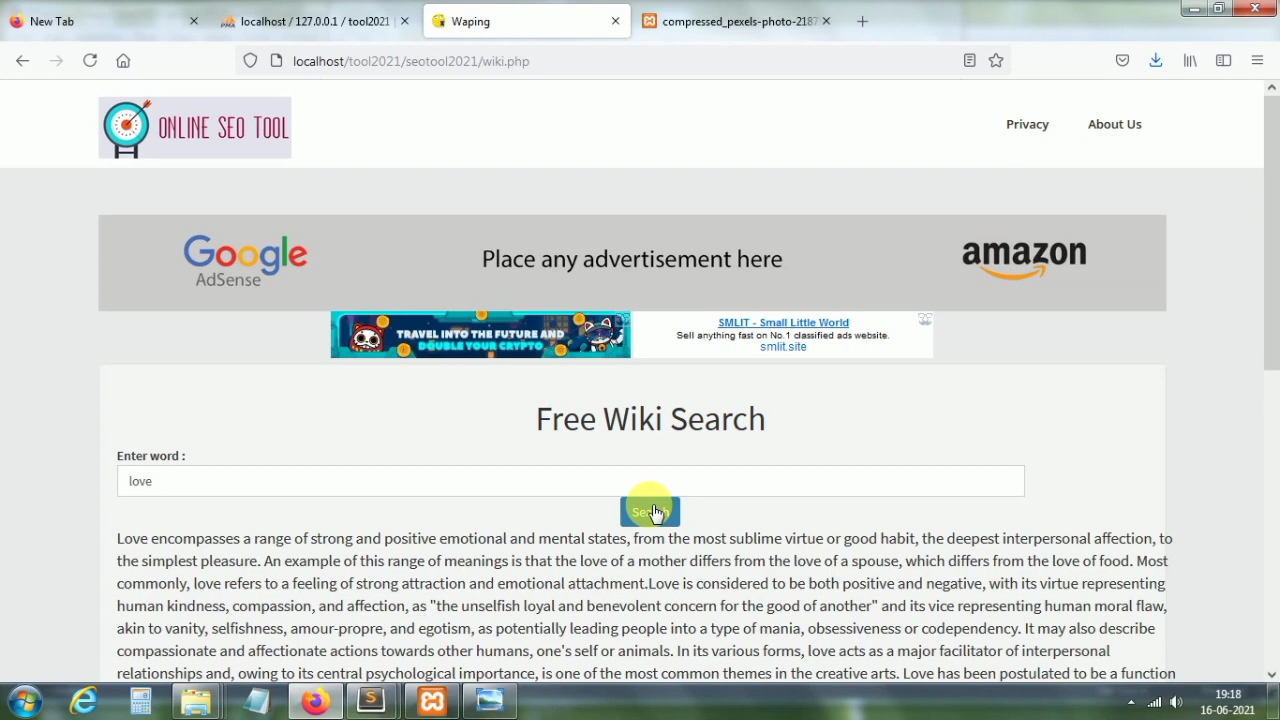 New Tab
localhost / 127.0.0.1 / tool2021
Waping
compressed_pexels-photo-2187
localhost/tool2021/seotool2021/wiki.php
ONLINE SEO TOOL
Privacy
About Us
Google
AdSense
Place any advertisement here
amazon
TRAVEL INTO THE FUTURE AND
DOUBLE YOUR CRYPTO
SMLIT - Small Little World
Sell anything fast on No.1 classified ads website.
smlit.site
Free Wiki Search
Enter word :
love
Search
Love encompasses a range of strong and positive emotional and mental states, from the most sublime virtue or good habit, the deepest interpersonal affection, to
the simplest pleasure. An example of this range of meanings is that the love of a mother differs from the love of a spouse, which differs from the love of food. Most
commonly, love refers to a feeling of strong attraction and emotional attachment.Love is considered to be both positive and negative, with its virtue representing
human kindness, compassion, and affection, as "the unselfish loyal and benevolent concern for the good of another" and its vice representing human moral flaw,
akin to vanity, selfishness, amour-propre, and egotism, as potentially leading people into a type of mania, obsessiveness or codependency. It may also describe
compassionate and affectionate actions towards other humans, one's self or animals. In its various forms, love acts as a major facilitator of interpersonal
relationships and, owing to its central psychological importance, is one of the most common themes in the creative arts. Love has been postulated to be a function
19:18
16-06-2021